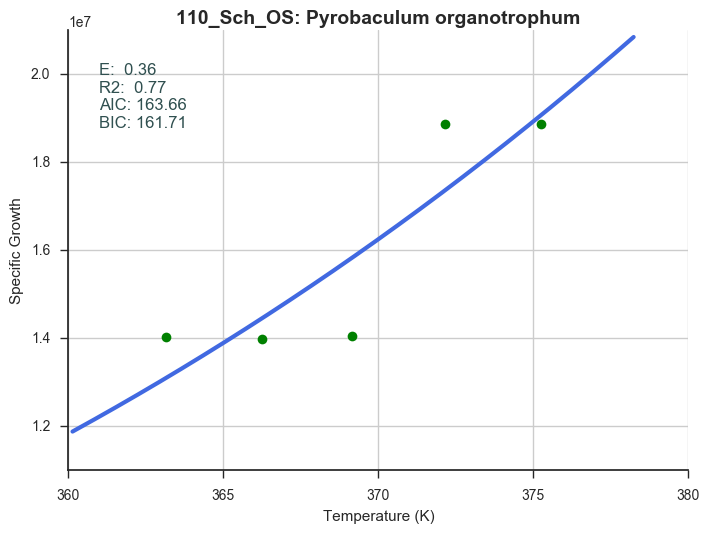 110_Sch_OS: Pyrobaculum organotrophum
1e7
E:  0.36
R2:  0.77
AIC: 163.66
BIC: 161.71
2.0
1.8
1.6
1.4
1.2
Specific Growth
360 365 370 375 380
Temperature (K)